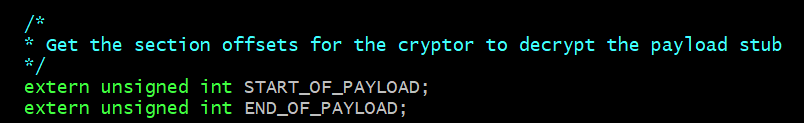 /*
* Get the section offsets for the cryptor to decrypt the payload stub
*/
extern unsigned int START_OF_PAYLOAD;
extern unsigned int END_OF_PAYLOAD;